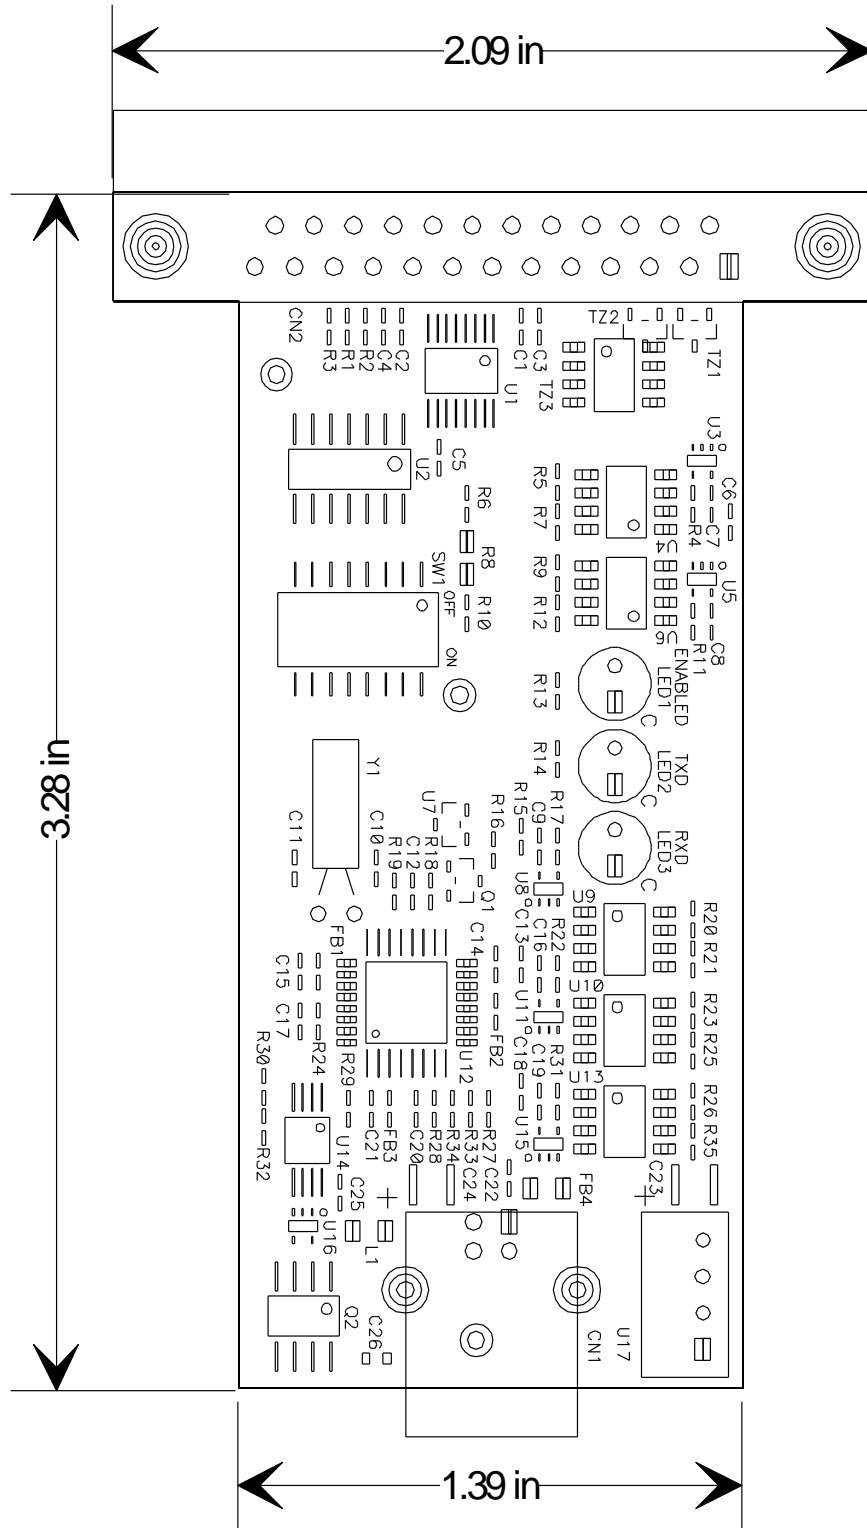 2.09 in
CN2
R3
R1
R2
C4
C2
U1
C1
C3
TZ3
TZ2
TZ1
U2
C5
R6
R5
R7
U3
C6
R4
C7
U4
R8
SW1
OFF
ON
R10
R9
R12
U5
U6
R11
C8
ENABLED
LED1
C
R13
R14
TXD
LED2
C
RXD
LED3
C
3.28 in
Y1
C11
C10
R19
C12
R18
U7
Q1
R16
R15
C9
R17
U8
U9
C13
C16
R22
R20
R21
FB1
C14
C15
C17
R24
U10
U11
FB2
R23
R25
R30
R29
U12
C18
C19
R31
U13
R32
U14
C21
FB3
C20
R28
R34
R33
R27
U15
R26
R35
C25
C24
C22
FB4
C23
U16
L1
Q2
C26
CN1
U17
1.39 in